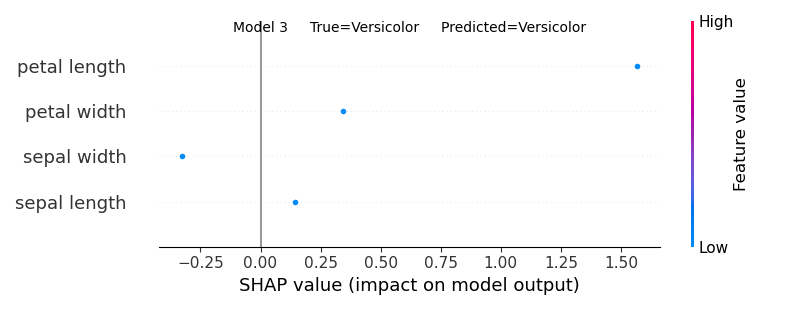 Model 3 True=Versicolor Predicted=Versicolor
High
petal length
petal width
sepal width
sepal length
Feature value
Low
−0.25 0.00 0.25 0.50 0.75 1.00 1.25 1.50
SHAP value (impact on model output)